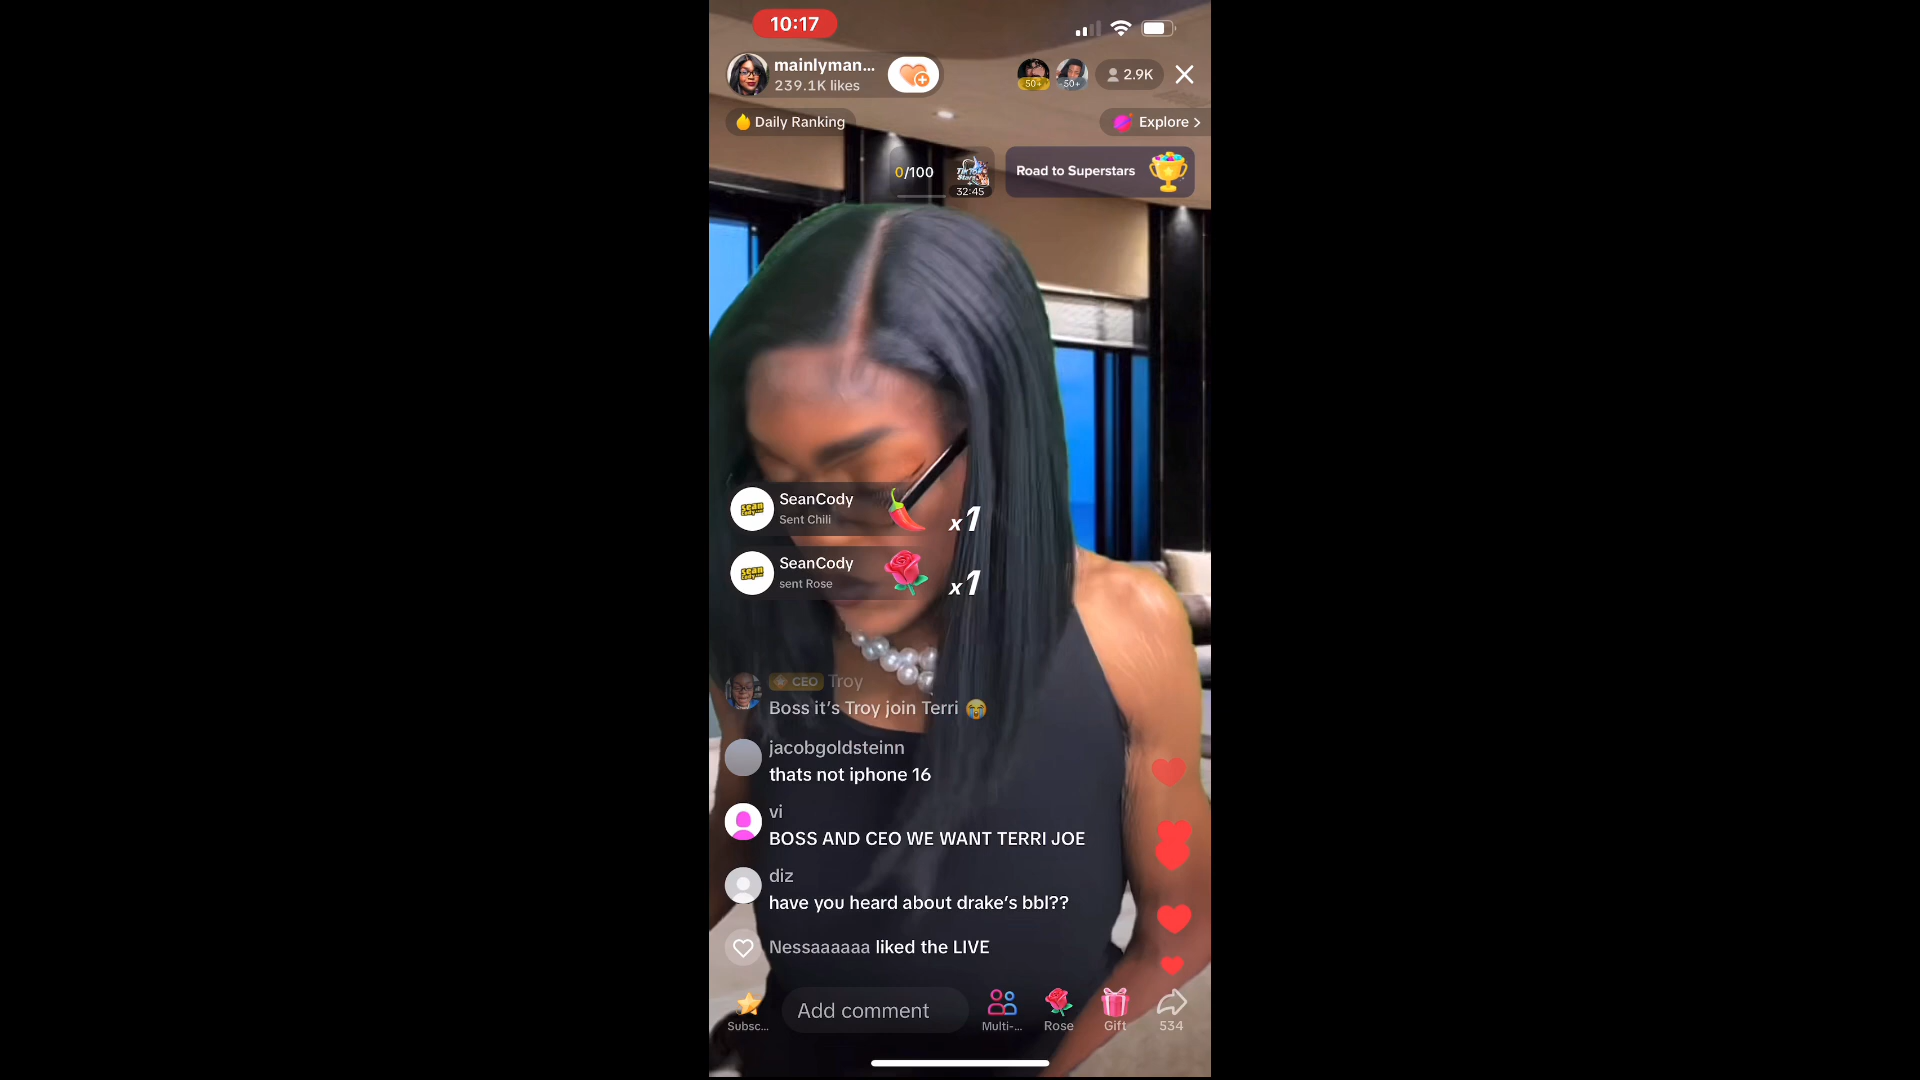 10:17
mainlyman...
239.1K likes
50+
50+
2.9K
Daily Ranking
Explore >
0/100
32:45
Road to Superstars
SeanCody
Sent Chili
x1
SeanCody
sent Rose
x1
CEO Troy
Boss it's Troy join Terri 😭
jacobgoldsteinn
thats not iphone 16
vi
BOSS AND CEO WE WANT TERRI JOE
diz
have you heard about drake's bbl??
Nessaaaaaa liked the LIVE
Subsc...
Add comment
Multi-...
Rose
Gift
534